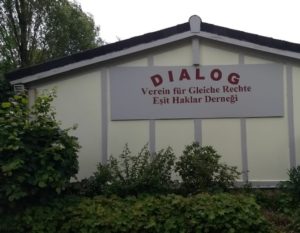 DIALOG
Verein für Gleiche Rechte
Eşit Haklar Derneği